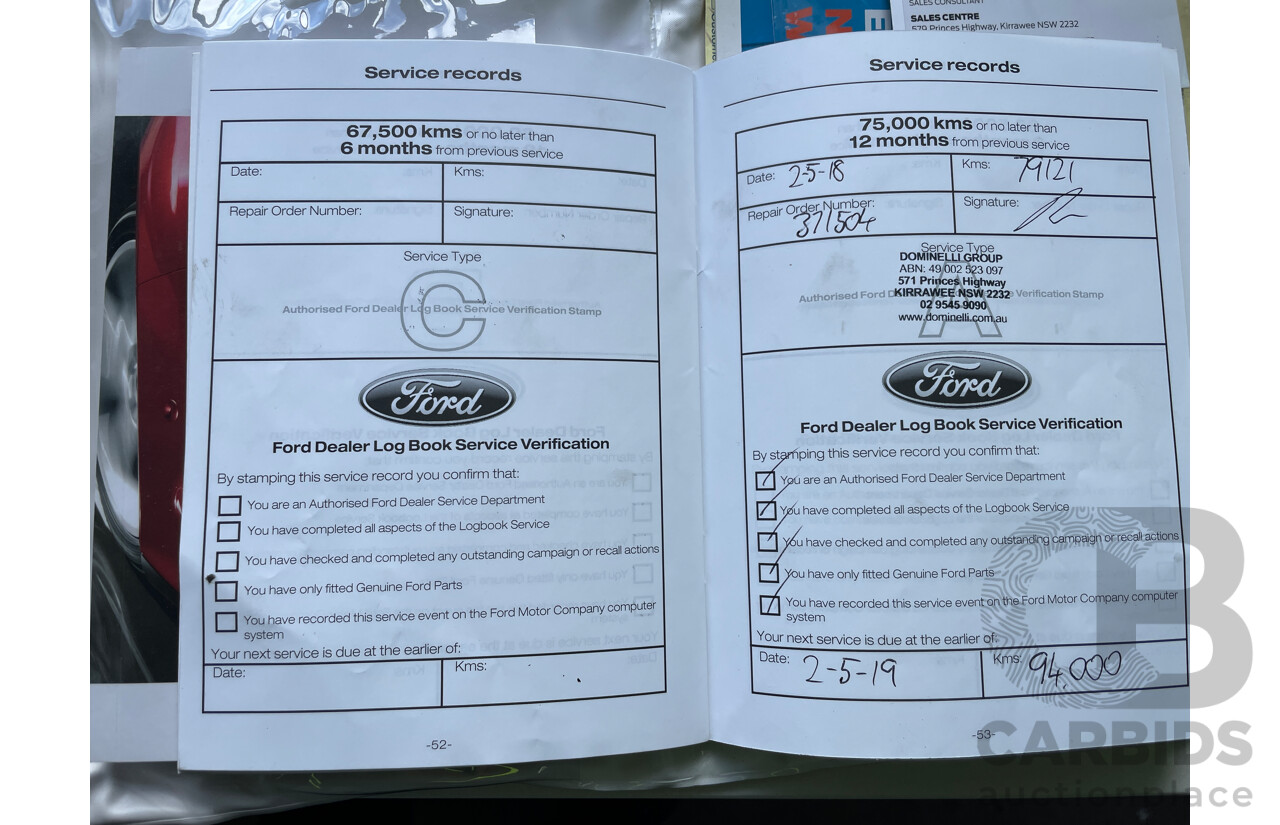 SALES CONSULTANT
SALES CENTRE
579 Princes Highway, Kirrawee NSW 2232
Service records
67,500 kms or no later than
6 months from previous service
Date:
Kms:
Repair Order Number:
Signature:
Service Type
C
Authorised Ford Dealer Log Book Service Verification Stamp
Ford
Ford Dealer Log Book Service Verification
By stamping this service record you confirm that:
You are an Authorised Ford Dealer Service Department
You have completed all aspects of the Logbook Service
You have checked and completed any outstanding campaign or recall actions
You have only fitted Genuine Ford Parts
You have recorded this service event on the Ford Motor Company computer
system
Your next service is due at the earlier of:
Date:
Kms:
-52-
Service records
75,000 kms or no later than
12 months from previous service
Date: 2-5-18
Kms: 79121
Repair Order Number:
371504
Signature:
Service Type
A
DOMINELLI GROUP
ABN: 49 002 523 097
571 Princes Highway
KIRRAWEE NSW 2232
02 9545 9090
www.dominelli.com.au
Authorised Ford D e Verification Stamp
Ford
Ford Dealer Log Book Service Verification
By stamping this service record you confirm that:
You are an Authorised Ford Dealer Service Department
You have completed all aspects of the Logbook Service
You have checked and completed any outstanding campaign or recall actions
You have only fitted Genuine Ford Parts
You have recorded this service event on the Ford Motor Company computer
system
Your next service is due at the earlier of:
Date: 2-5-19
Kms: 94.000
-53-
CARBIDS
auctionplace